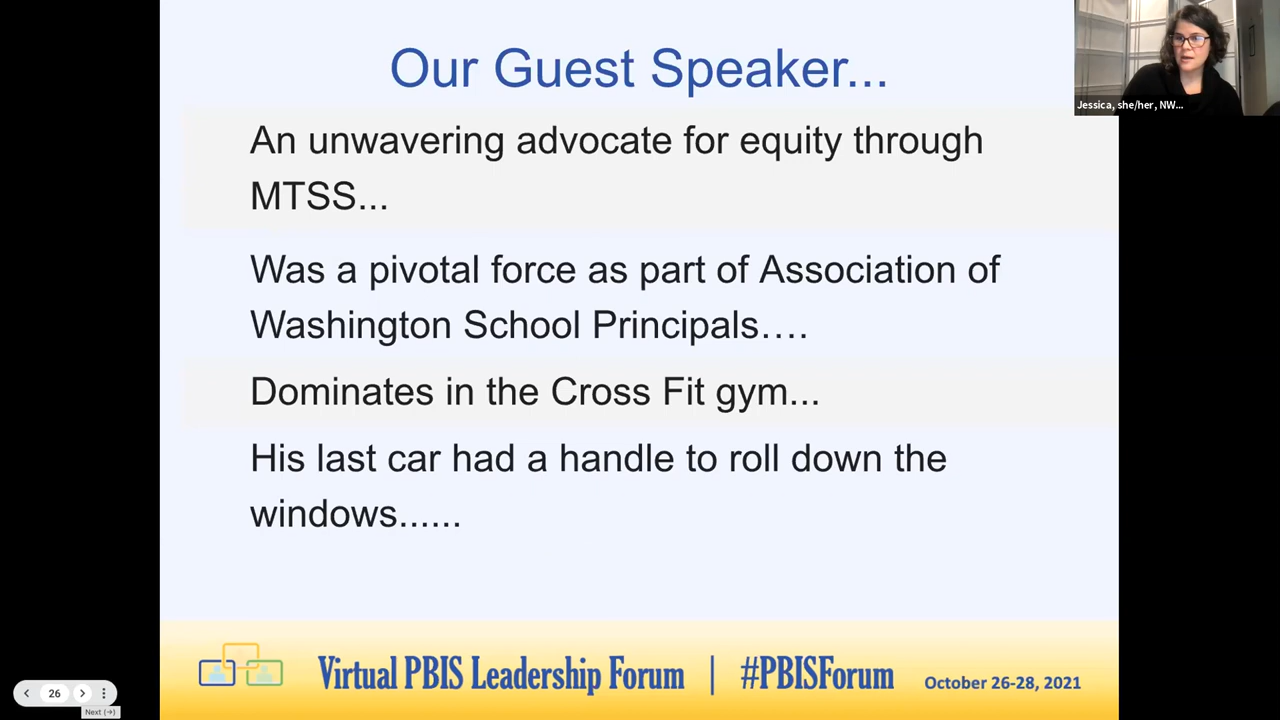 Our Guest Speaker...
Jessica, she/her, NW...
An unwavering advocate for equity through
MTSS...
Was a pivotal force as part of Association of
Washington School Principals....
Dominates in the Cross Fit gym...
His last car had a handle to roll down the
windows......
Virtual PBIS Leadership Forum | #PBISForum October 26-28, 2021
26
Next (→)